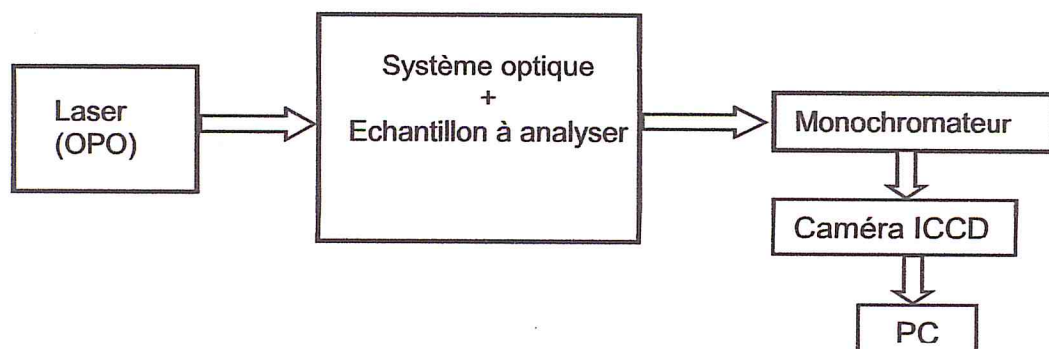 Laser
(OPO)
Système optique
+
Echantillon à analyser
Monochromateur
Caméra ICCD
PC